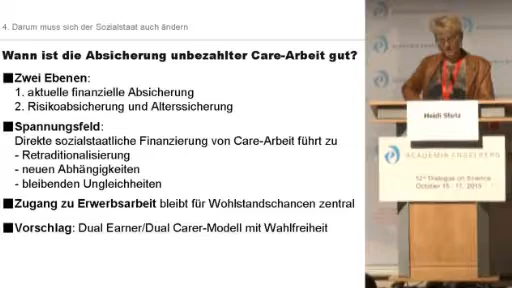 4. Darum muss sich der Sozialstaat auch ändern
Wann ist die Absicherung unbezahlter Care-Arbeit gut?
Zwei Ebenen:
1. aktuelle finanzielle Absicherung
2. Risikoabsicherung und Alterssicherung
Spannungsfeld:
Direkte sozialstaatliche Finanzierung von Care-Arbeit führt zu
- Retraditionalisierung
- neuen Abhängigkeiten
- bleibenden Ungleichheiten
Zugang zu Erwerbsarbeit bleibt für Wohlstandschancen zentral
Vorschlag: Dual Earner/Dual Carer-Modell mit Wahlfreiheit
Heidi
ACADEMIA ENGELBERG
12th Dialogue on Science
October 15 - 17, 2013